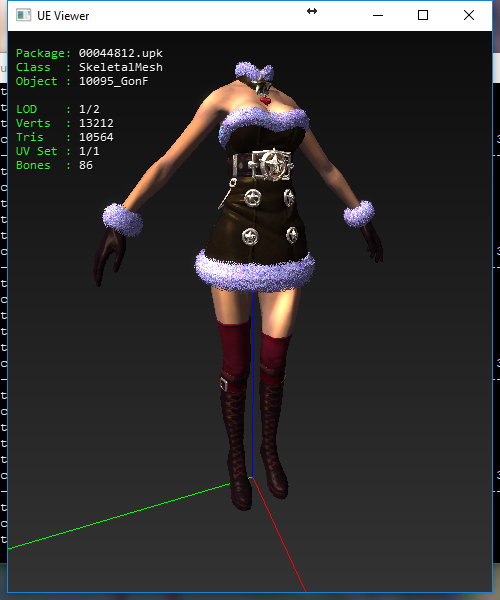 UE Viewer
Package: 00044812.upk
Class  : SkeletalMesh
Object : 10095_GonF
LOD    : 1/2
Verts  : 13212
Tris   : 10564
UV Set : 1/1
Bones  : 86